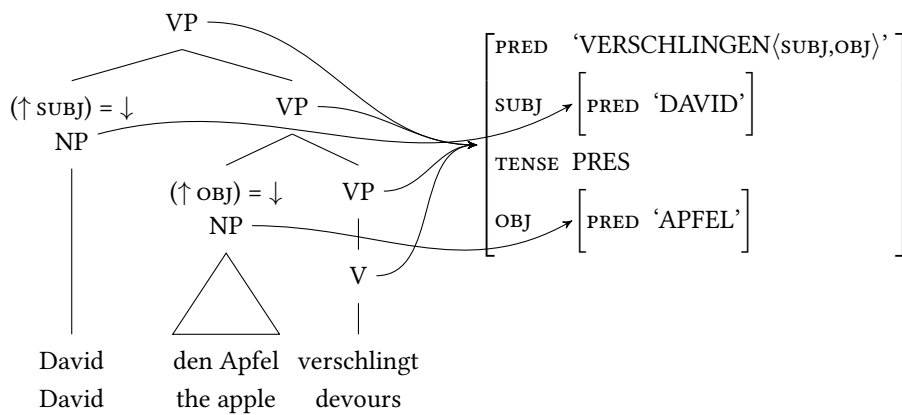 VP
PRED ‘VERSCHLINGEN⟨SUBJ,OBJ⟩’
(↑ SUBJ) = ↓
VP
SUBJ [PRED ‘DAVID’]
NP
TENSE PRES
(↑ OBJ) = ↓
VP
NP
OBJ [PRED ‘APFEL’]
V
David den Apfel verschlingt
David the apple devours